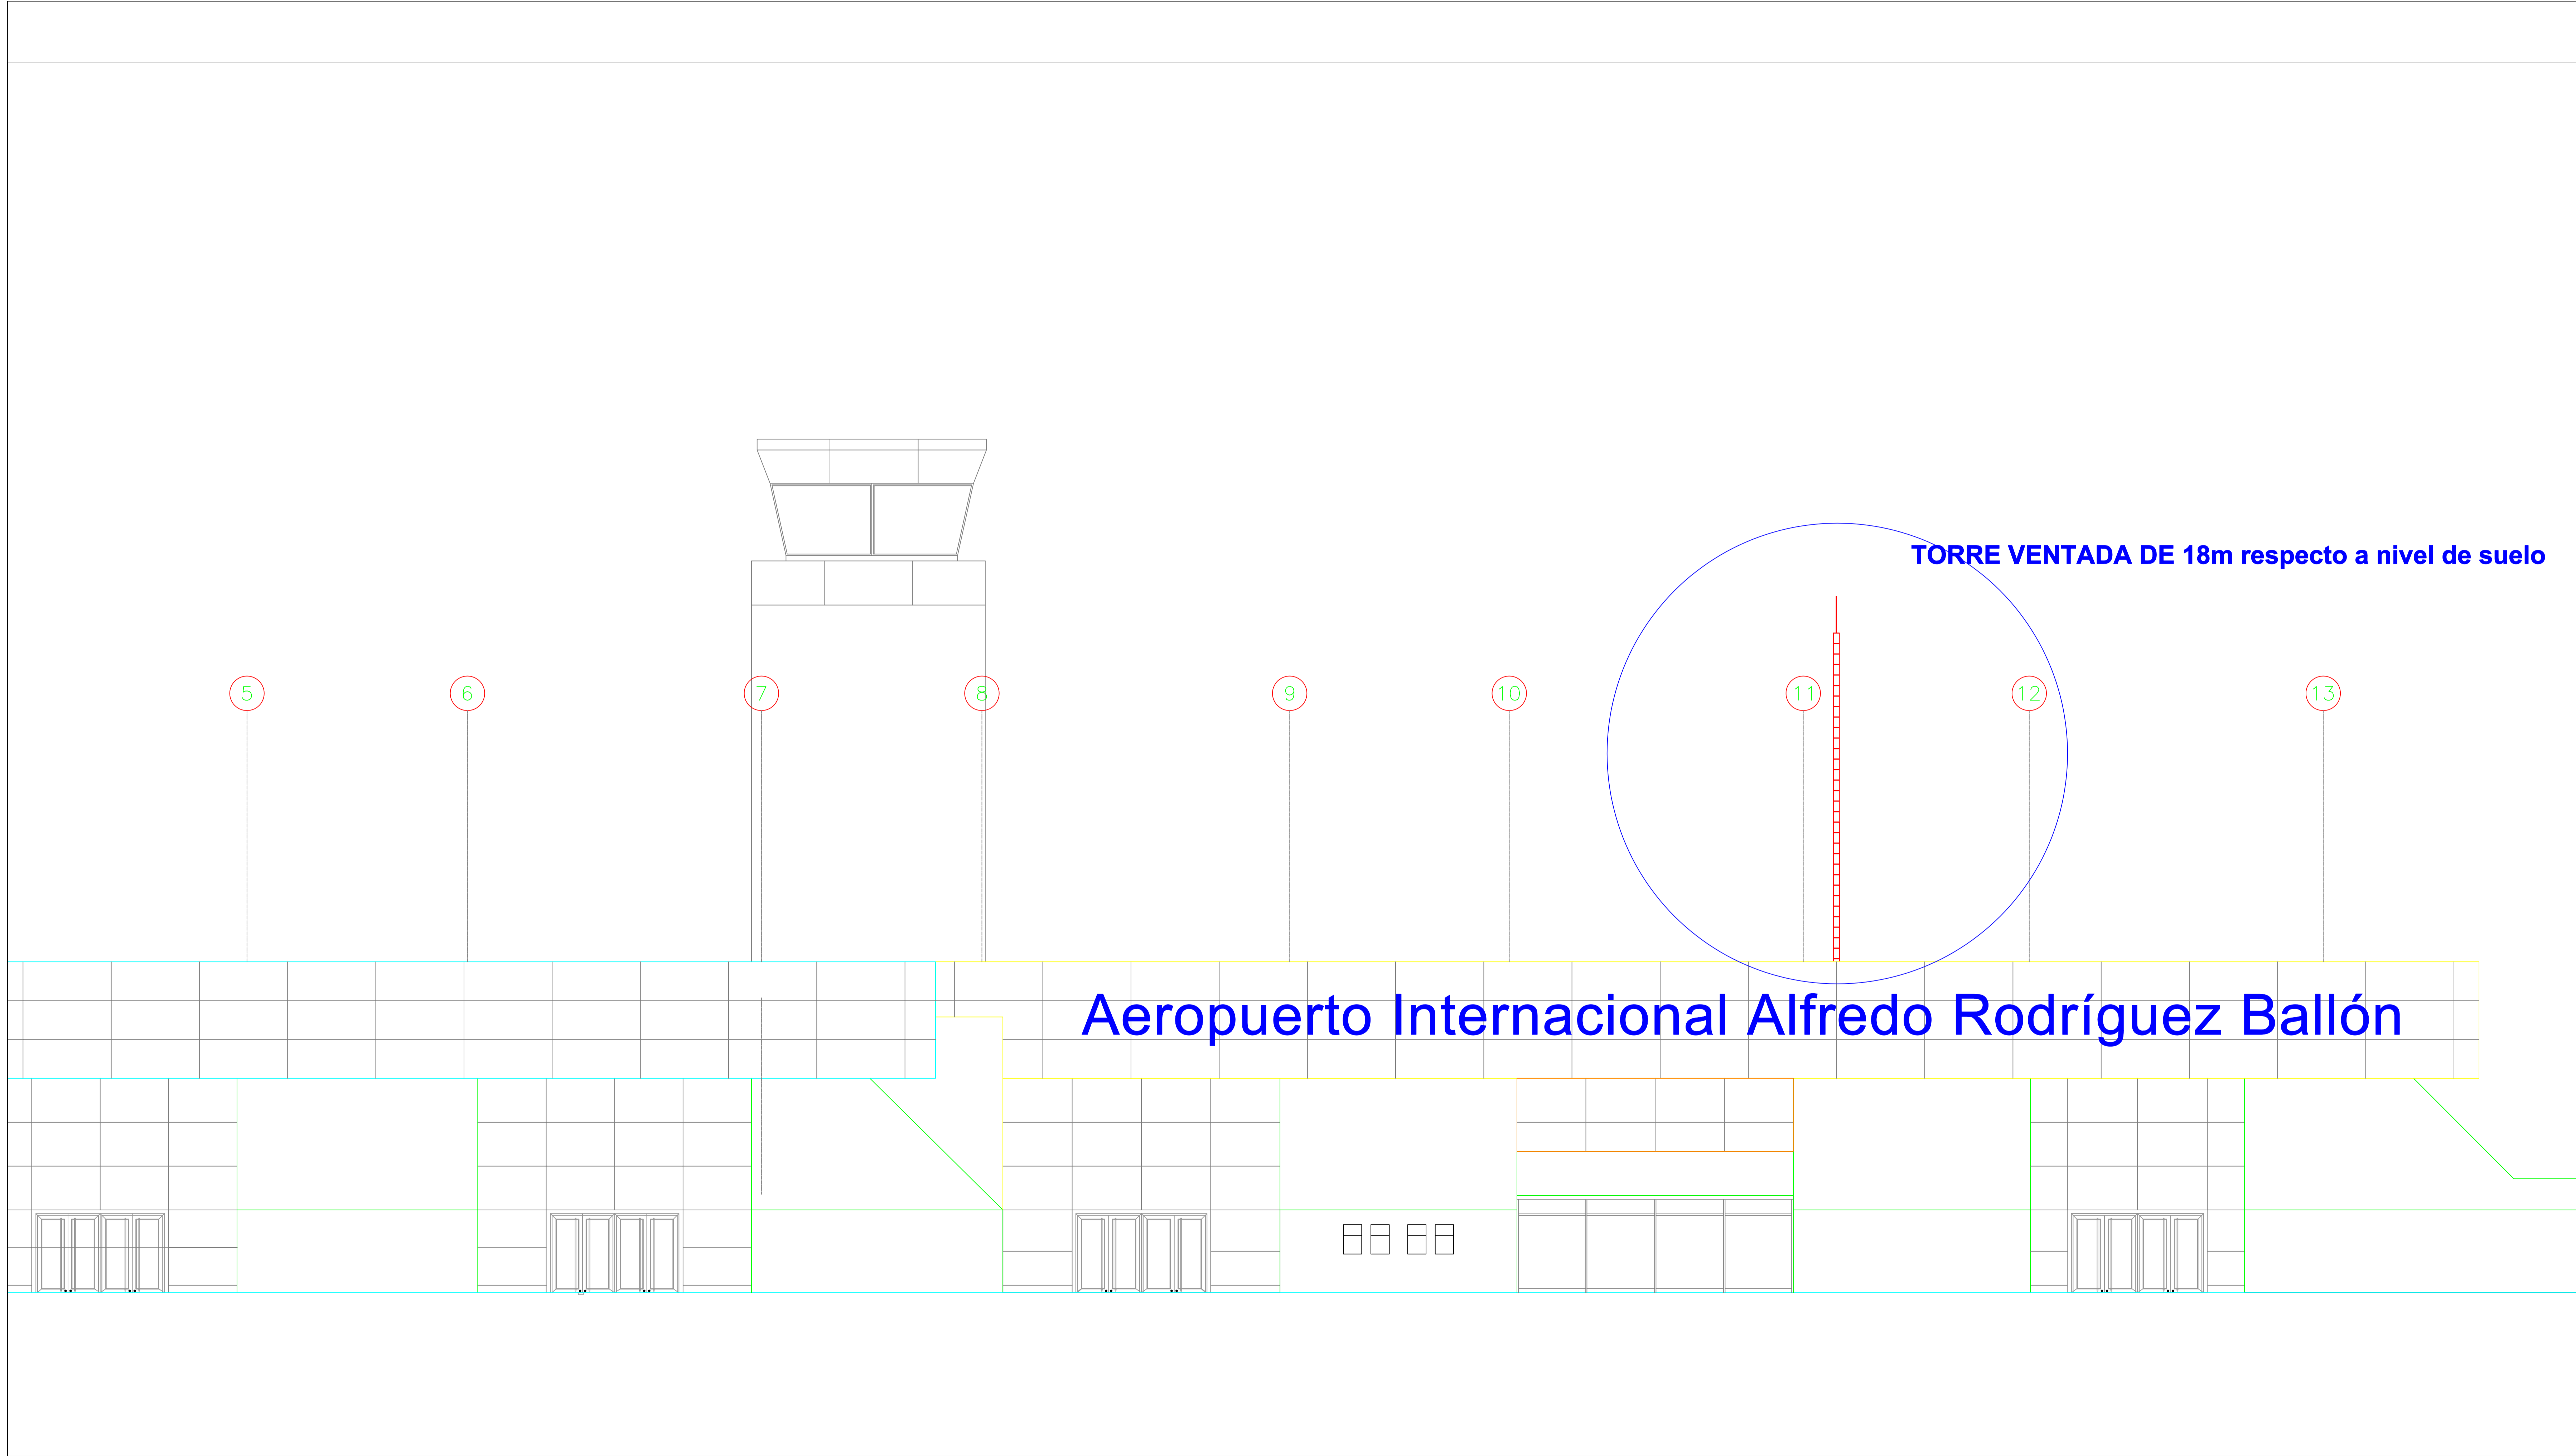 TORRE VENTADA DE 18m respecto a nivel de suelo
5 6 7 8 9 10 11 12 13
Aeropuerto Internacional Alfredo Rodríguez Ballón